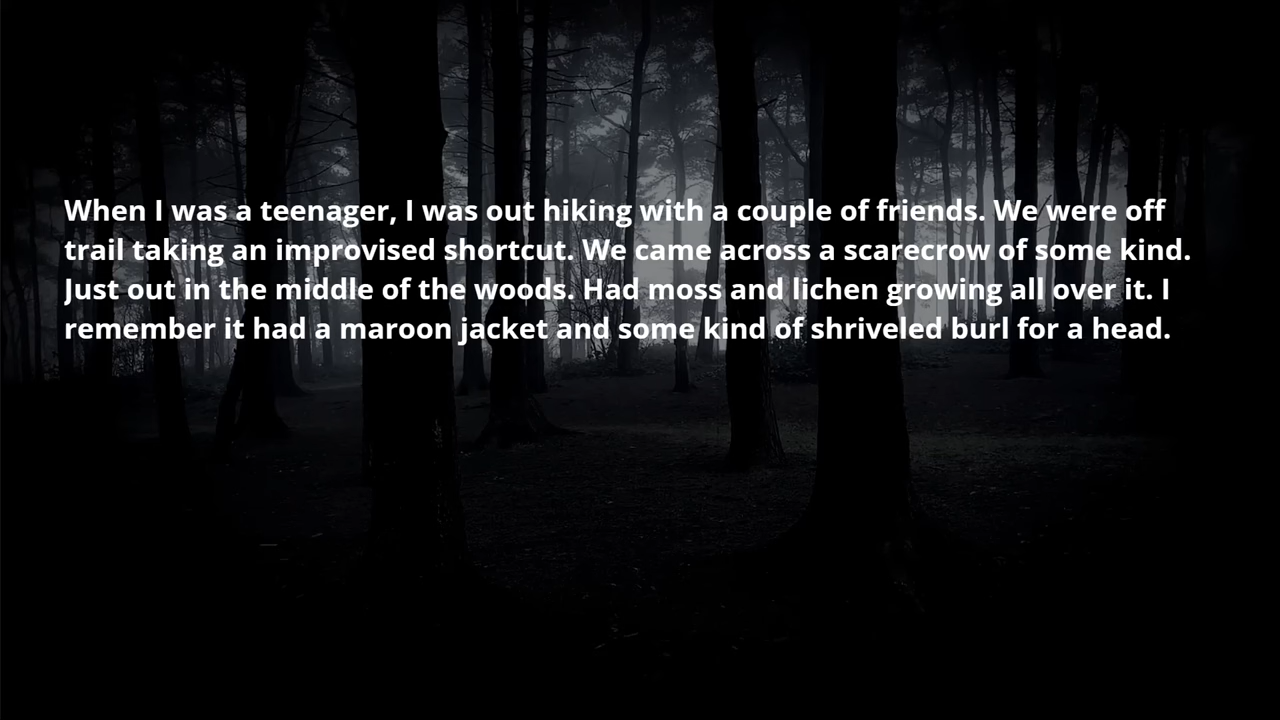 When I was a teenager, I was out hiking with a couple of friends. We were off
trail taking an improvised shortcut. We came across a scarecrow of some kind.
Just out in the middle of the woods. Had moss and lichen growing all over it. I
remember it had a maroon jacket and some kind of shriveled burl for a head.